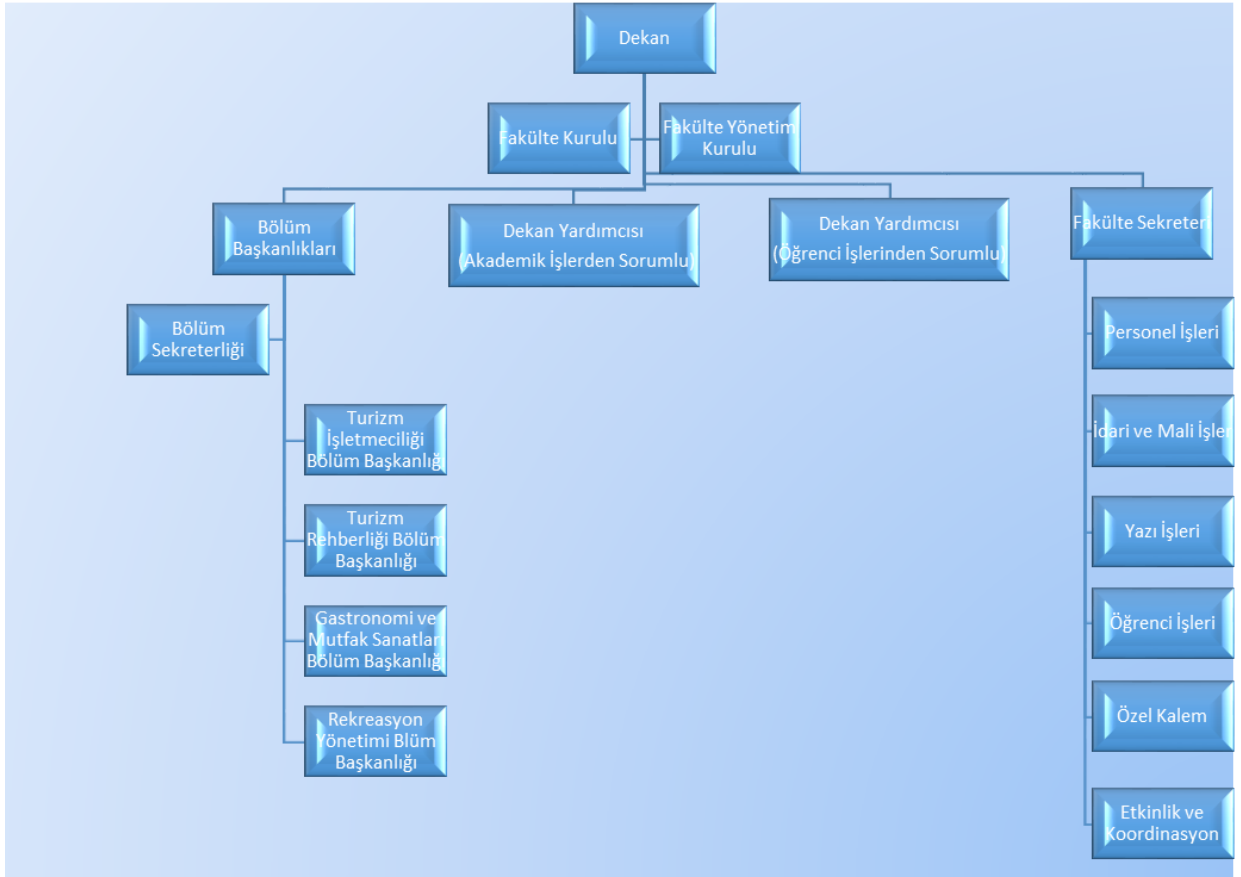 Dekan
Fakülte Kurulu
Fakülte Yönetim
Kurulu
Bölüm
Başkanlıkları
Dekan Yardımcısı
(Akademik İşlerden Sorumlu)
Dekan Yardımcısı
(Öğrenci İşlerinden Sorumlu)
Fakülte Sekreteri
Bölüm
Sekreterliği
Turizm
İşletmeciliği
Bölüm Başkanlığı
Turizm
Rehberliği Bölüm
Başkanlığı
Gastronomi ve
Mutfak Sanatları
Bölüm Başkanlığı
Rekreasyon
Yönetimi Blüm
Başkanlığı
Personel İşleri
İdari ve Mali İşler
Yazı İşleri
Öğrenci İşleri
Özel Kalem
Etkinlik ve
Koordinasyon